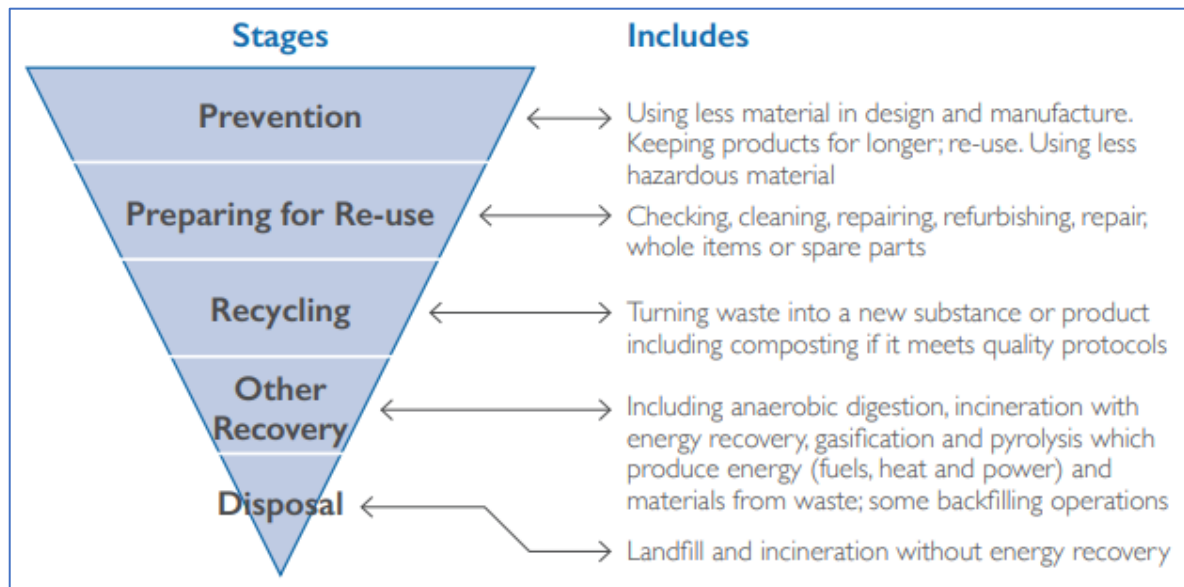 Stages
Includes
Prevention
Using less material in design and manufacture.
Keeping products for longer; re-use. Using less
hazardous material
Preparing for Re-use
Checking, cleaning, repairing, refurbishing, repair,
whole items or spare parts
Recycling
Turning waste into a new substance or product
including composting if it meets quality protocols
Other
Recovery
Including anaerobic digestion, incineration with
energy recovery, gasification and pyrolysis which
produce energy (fuels, heat and power) and
materials from waste; some backfilling operations
Disposal
Landfill and incineration without energy recovery